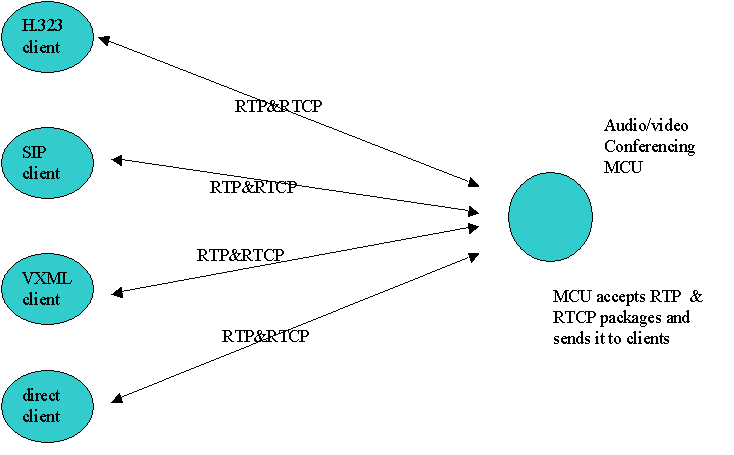 H.323
client
RTP&RTCP
Audio/video
Conferencing
MCU
SIP
client
RTP&RTCP
RTP&RTCP
VXML
client
MCU accepts RTP &
RTCP packages and
sends it to clients
RTP&RTCP
direct
client